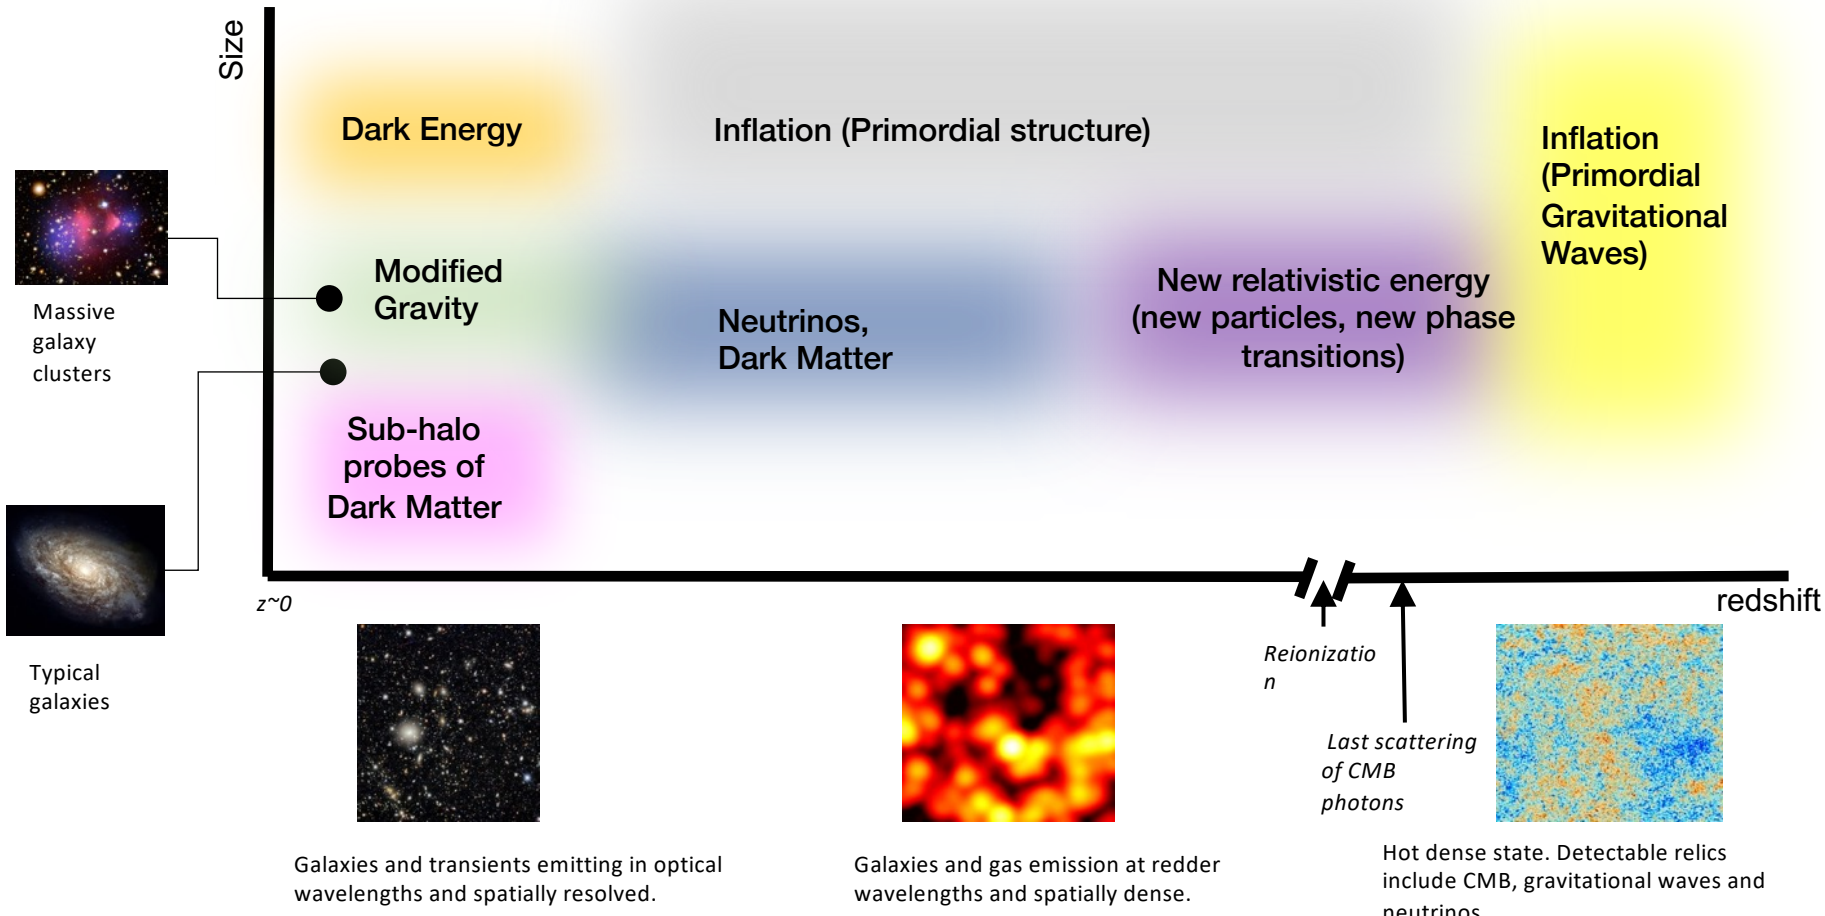 Size
Dark Energy
Inflation (Primordial structure)
Inflation
(Primordial
Gravitational
Waves)
Massive
galaxy
clusters
Modified
Gravity
Neutrinos,
Dark Matter
New relativistic energy
(new particles, new phase
transitions)
Sub-halo
probes of
Dark Matter
z~0
redshift
Typical
galaxies
Reionizatio
n
Last scattering
of CMB
photons
Galaxies and transients emitting in optical
wavelengths and spatially resolved.
Galaxies and gas emission at redder
wavelengths and spatially dense.
Hot dense state. Detectable relics
include CMB, gravitational waves and
neutrinos